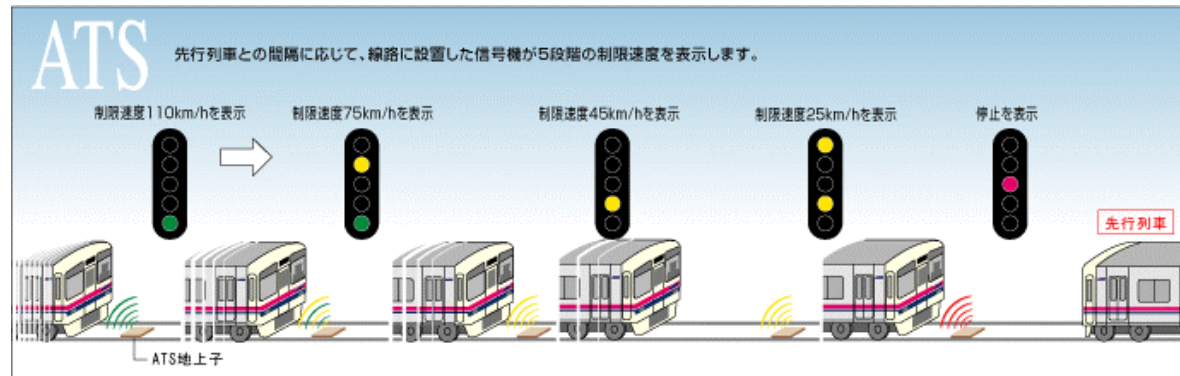 ATS
先行列車との間隔に応じて、線路に設置した信号機が5段階の制限速度を表示します。
制限速度110km/hを表示
制限速度75km/hを表示
制限速度45km/hを表示
制限速度25km/hを表示
停止を表示
先行列車
ATS地上子